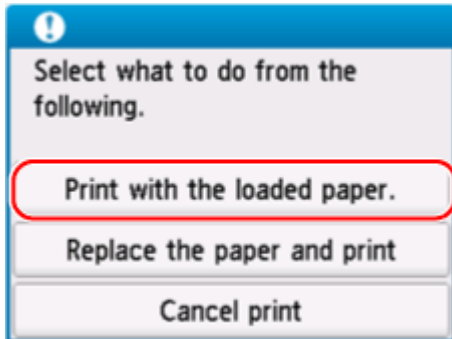 Select what to do from the
following.
Print with the loaded paper.
Replace the paper and print
Cancel print